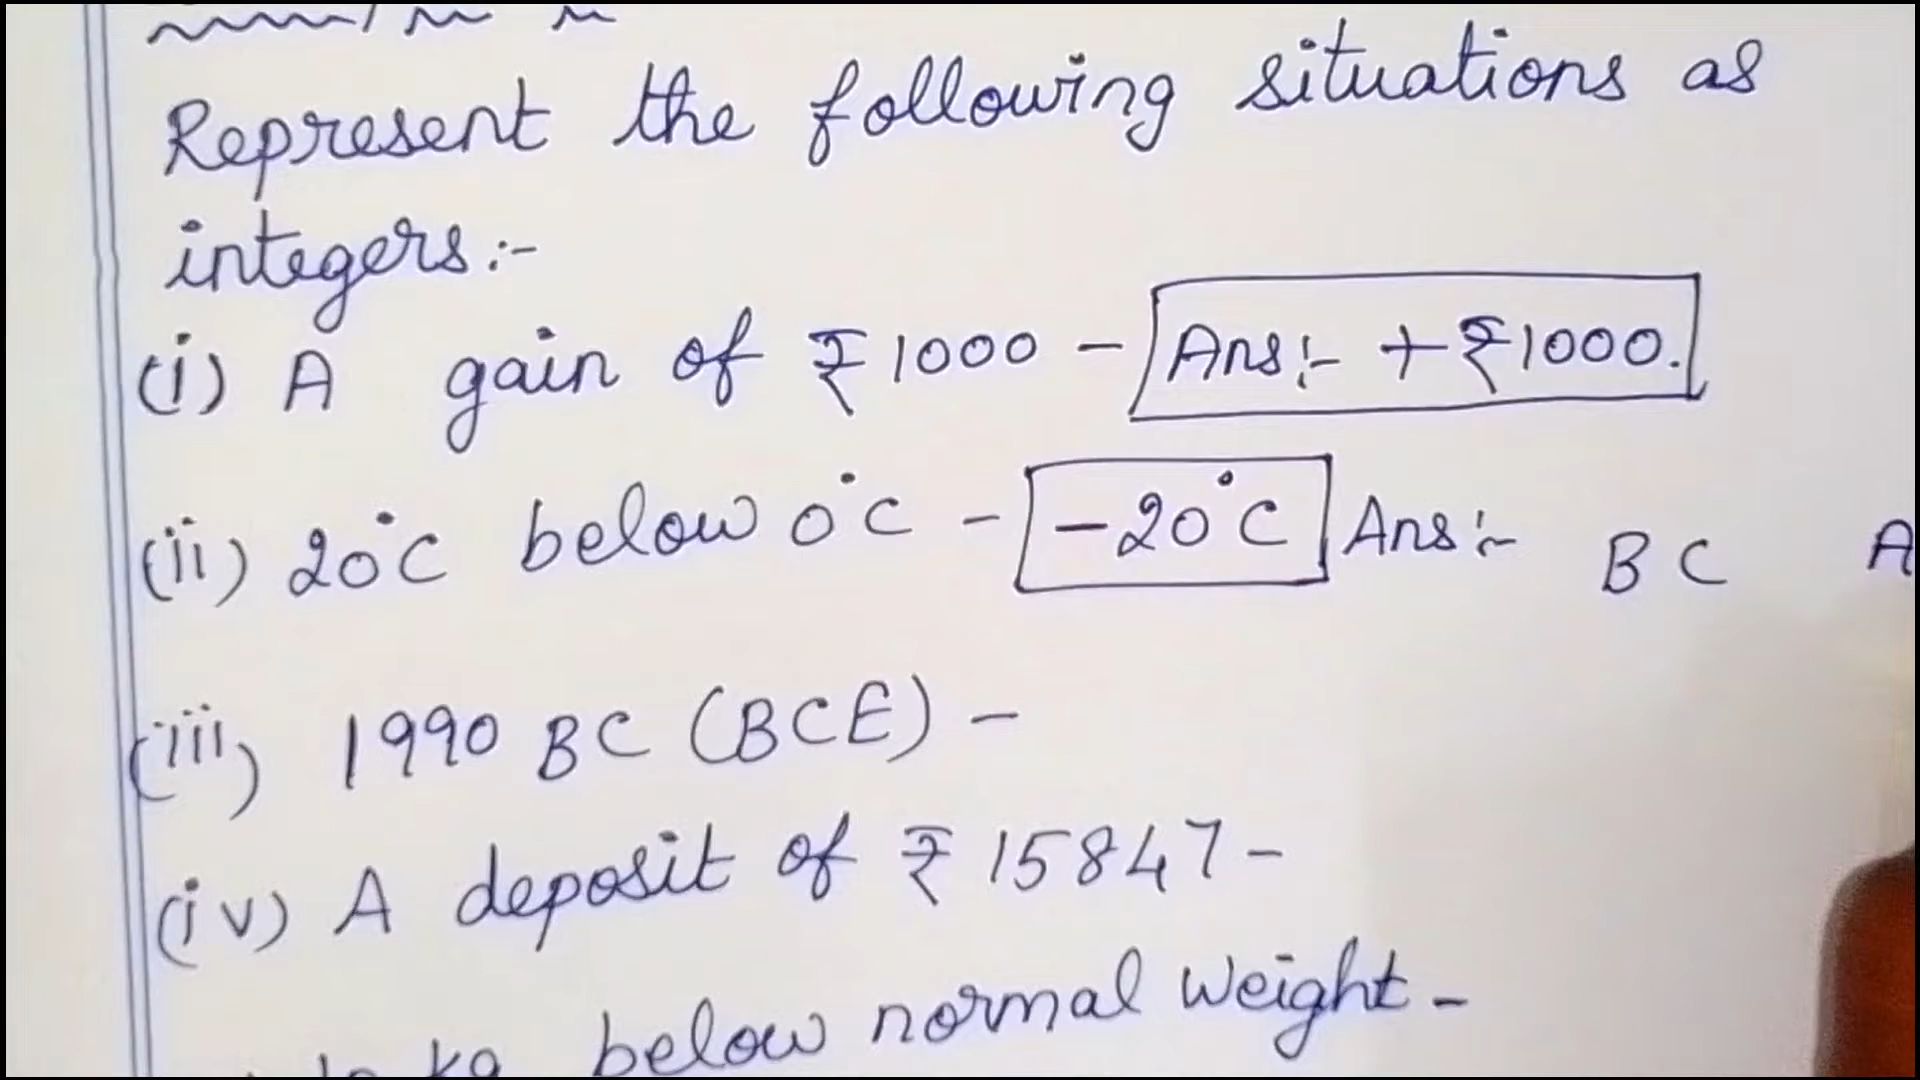 Represent the following situations as
integers:-
(i) A gain of ₹1000 - Ans:- +₹1000.
(ii) 20°C below 0°C - -20°C Ans:- BC A
(iii) 1990 BC (BCE) -
(iv) A deposit of ₹15847 -
kg below normal weight -